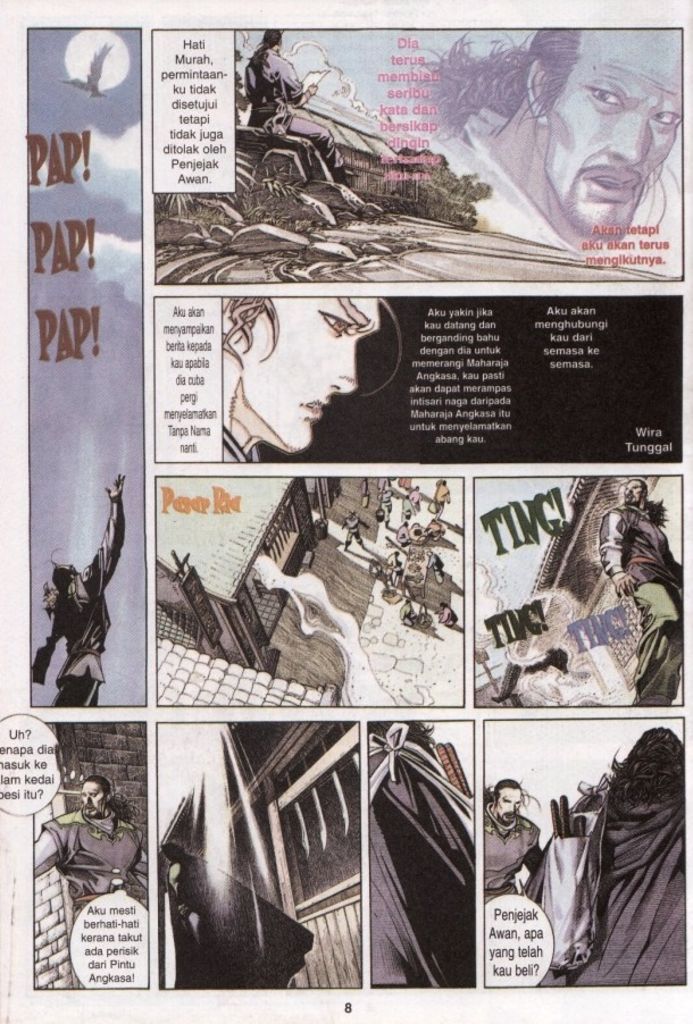 PAP!
PAP!
PAP!
Hati
Murah,
permintaan-
ku tidak
disetujui
tetapi
tidak juga
ditolak oleh
Penjejak
Awan.
Dia
terus
membisu
seribu
kata dan
bersikap
dingin
terhadap
Akan tetapi
aku akan terus
mengikutnya.
Aku akan
menyampaikan
berita kepada
kau apabila
dia cuba
pergi
menyelamatkan
Tanpa Nama
nanti.
Aku yakin jika
kau datang dan
berganding bahu
dengan dia untuk
memerangi Maharaja
Angkasa, kau pasti
akan dapat merampas
intisari naga daripada
Maharaja Angkasa itu
untuk menyelamatkan
abang kau.
Aku akan
menghubungi
kau dari
semasa ke
semasa.
Wira
Tunggal
TING!
TING!
TING!
Uh?
enapa dia
masuk ke
lam kedai
besi itu?
Aku mesti
berhati-hati
kerana takut
ada perisik
dari Pintu
Angkasa!
Penjejak
Awan, apa
yang telah
kau beli?
8